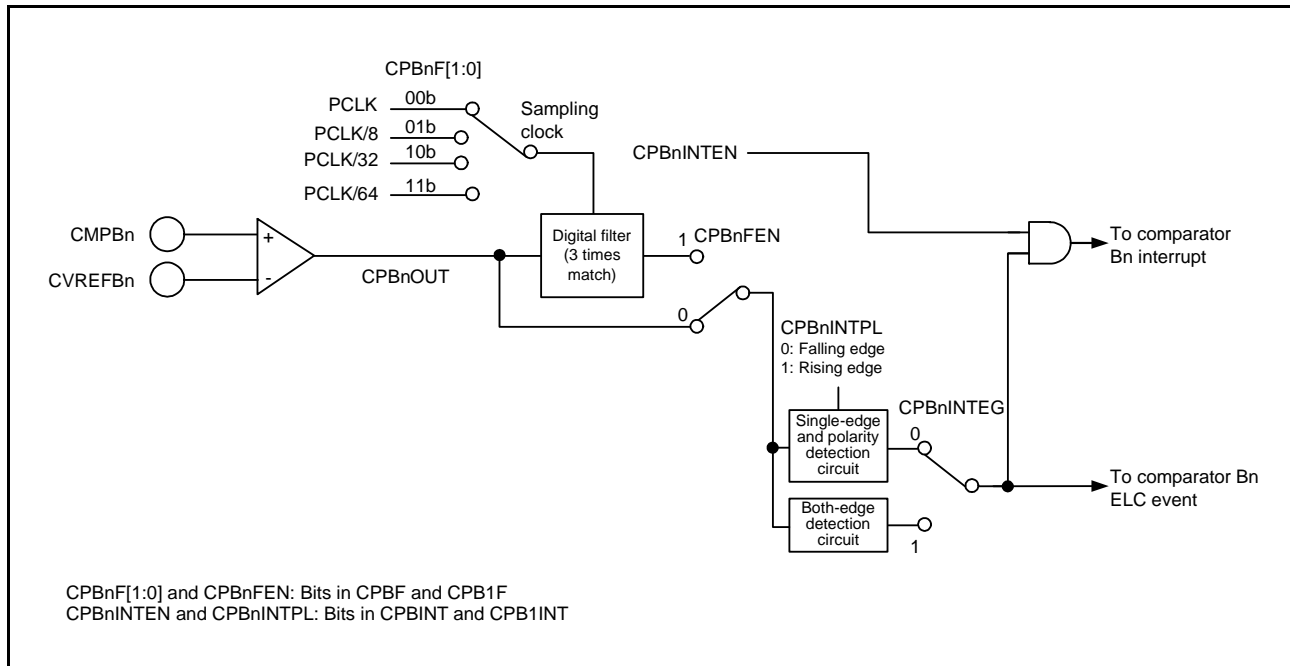 CPBnF[1:0]
PCLK
00b
PCLK/8
01b
PCLK/32
10b
PCLK/64
11b
Sampling
clock
CPBnINTEN
CMPBn
+
CVREFBn
-
CPBnOUT
Digital filter
(3 times
match)
1
CPBnFEN
0
To comparator
Bn interrupt
CPBnINTPL
0: Falling edge
1: Rising edge
CPBnINTEG
Single-edge
and polarity
detection
circuit
0
Both-edge
detection
circuit
1
To comparator Bn
ELC event
CPBnF[1:0] and CPBnFEN: Bits in CPBF and CPB1F
CPBnINTEN and CPBnINTPL: Bits in CPBINT and CPB1INT